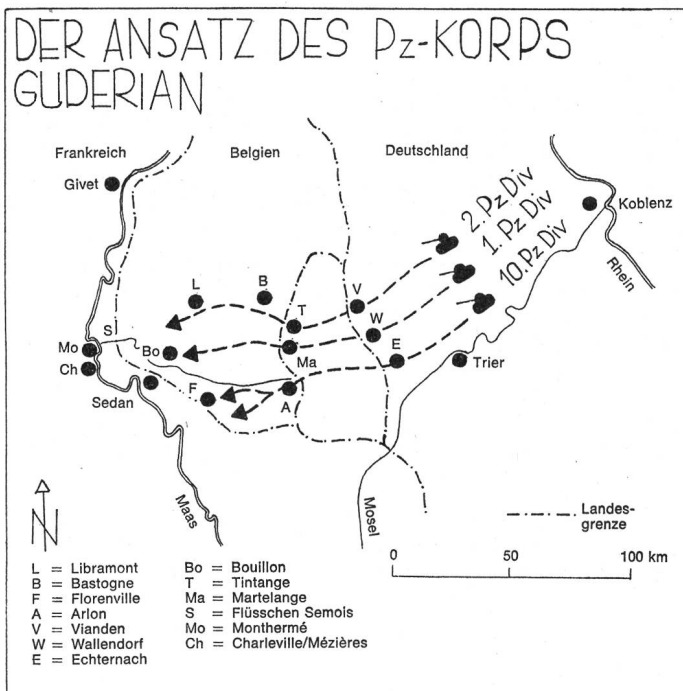 DER ANSATZ DES Pz-KORPS
GUDERIAN
Frankreich
Belgien
Deutschland
Givet
2. Pz Div
1. Pz Div
10. Pz Div
Koblenz
Rhein
L
B
T
V
W
S
Mo
Bo
Ma
E
Trier
Ch
Sedan
F
A
Maas
Mosel
N
Landes-
grenze
0 50 100 km
L = Libramont
B = Bastogne
F = Florenville
A = Arlon
V = Vianden
W = Wallendorf
E = Echternach
Bo = Bouillon
T = Tintange
Ma = Martelange
S = Flüsschen Semois
Mo = Monthermé
Ch = Charleville/Mézières